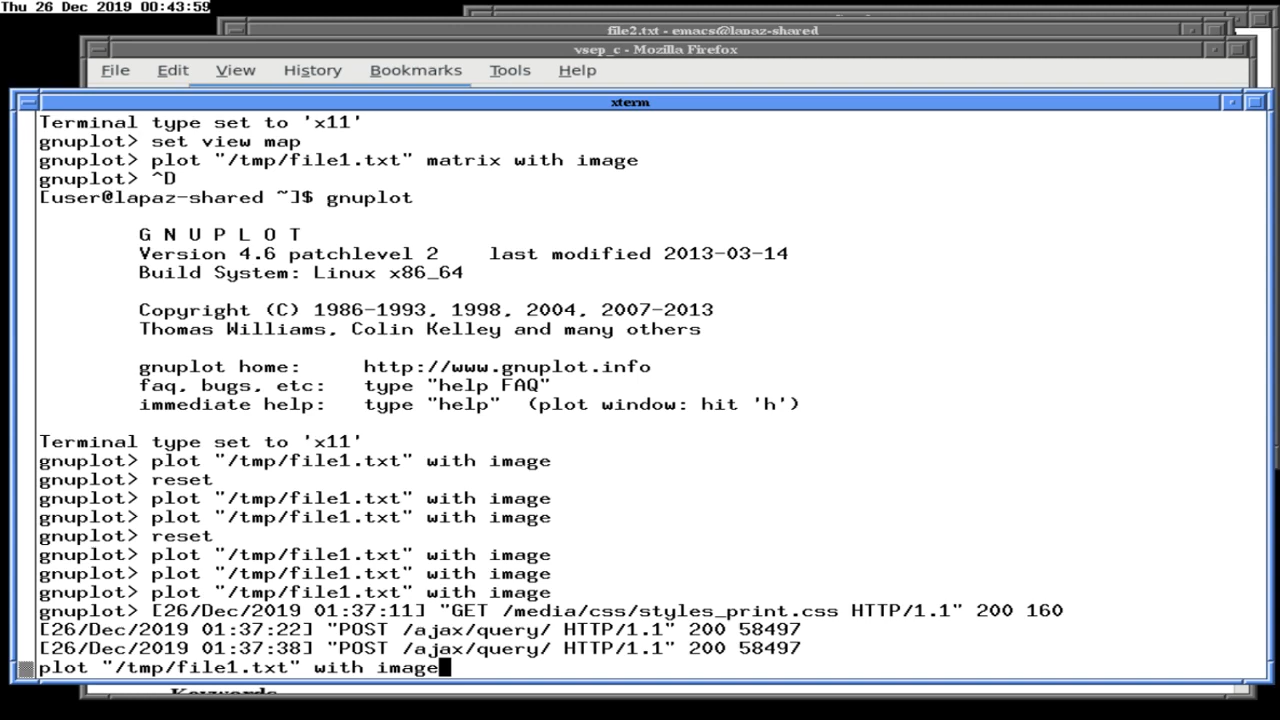 Thu 26 Dec 2019 00:43:59
file2.txt - emacs@lapaz-shared
vsep_c - Mozilla Firefox
File Edit View History Bookmarks Tools Help
xterm
Terminal type set to 'x11'
gnuplot> set view map
gnuplot> plot "/tmp/file1.txt" matrix with image
gnuplot> ^D
[user@lapaz-shared ~]$ gnuplot
G N U P L O T
Version 4.6 patchlevel 2    last modified 2013-03-14
Build System: Linux x86_64
Copyright (C) 1986-1993, 1998, 2004, 2007-2013
Thomas Williams, Colin Kelley and many others
gnuplot home:     http://www.gnuplot.info
faq, bugs, etc:   type "help FAQ"
immediate help:   type "help"  (plot window: hit 'h')
Terminal type set to 'x11'
gnuplot> plot "/tmp/file1.txt" with image
gnuplot> reset
gnuplot> plot "/tmp/file1.txt" with image
gnuplot> plot "/tmp/file1.txt" with image
gnuplot> reset
gnuplot> plot "/tmp/file1.txt" with image
gnuplot> plot "/tmp/file1.txt" with image
gnuplot> plot "/tmp/file1.txt" with image
gnuplot> [26/Dec/2019 01:37:11] "GET /media/css/styles_print.css HTTP/1.1" 200 160
[26/Dec/2019 01:37:22] "POST /ajax/query/ HTTP/1.1" 200 58497
[26/Dec/2019 01:37:38] "POST /ajax/query/ HTTP/1.1" 200 58497
plot "/tmp/file1.txt" with image
Keywords